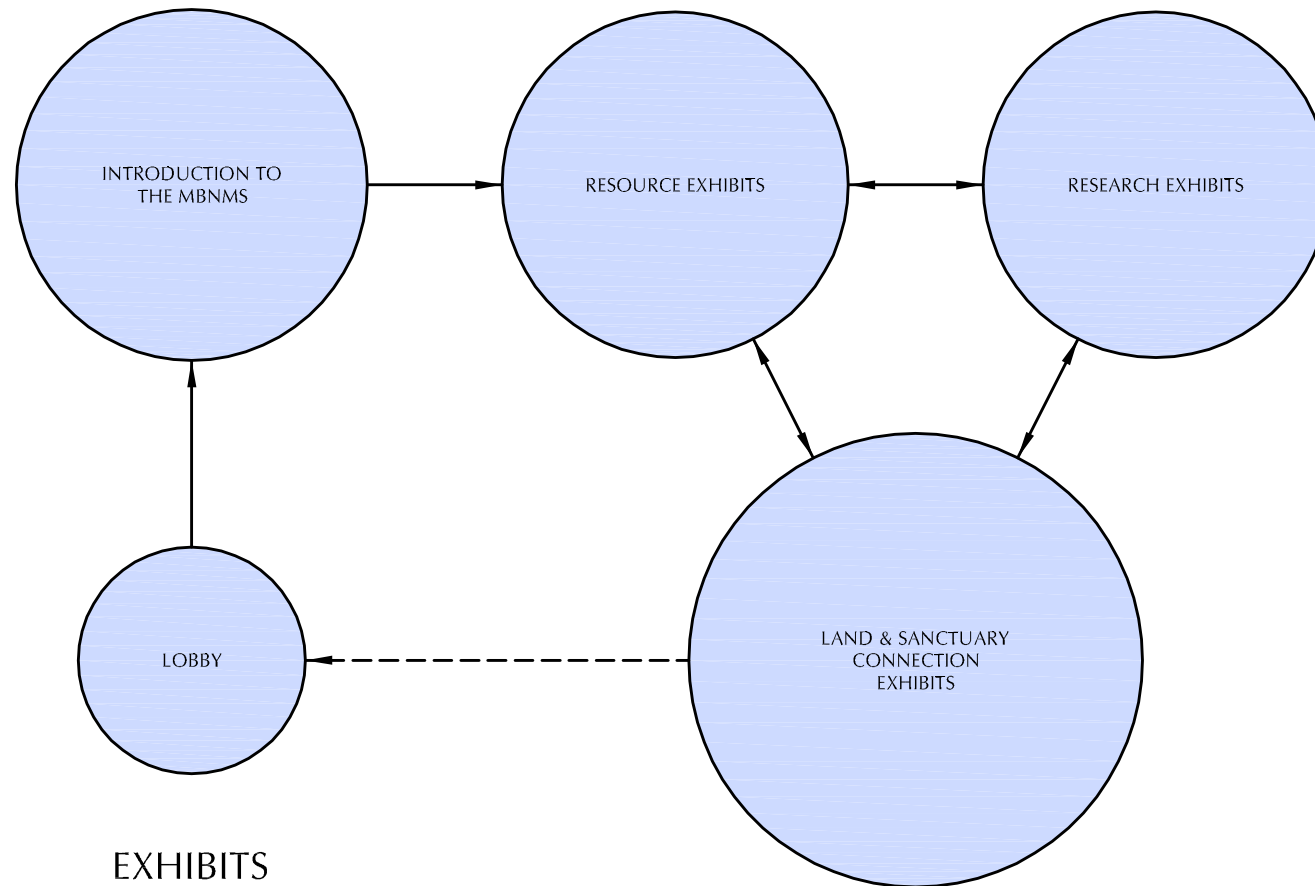 INTRODUCTION TO
THE MBNMS
RESOURCE EXHIBITS
RESEARCH EXHIBITS
LOBBY
LAND & SANCTUARY
CONNECTION
EXHIBITS
EXHIBITS